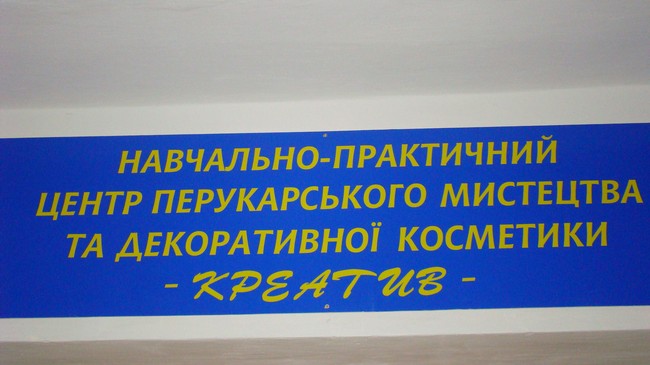 НАВЧАЛЬНО-ПРАКТИЧНИЙ
ЦЕНТР ПЕРУКАРСЬКОГО МИСТЕЦТВА
ТА ДЕКОРАТИВНОЇ КОСМЕТИКИ
- КРЕАТИВ -